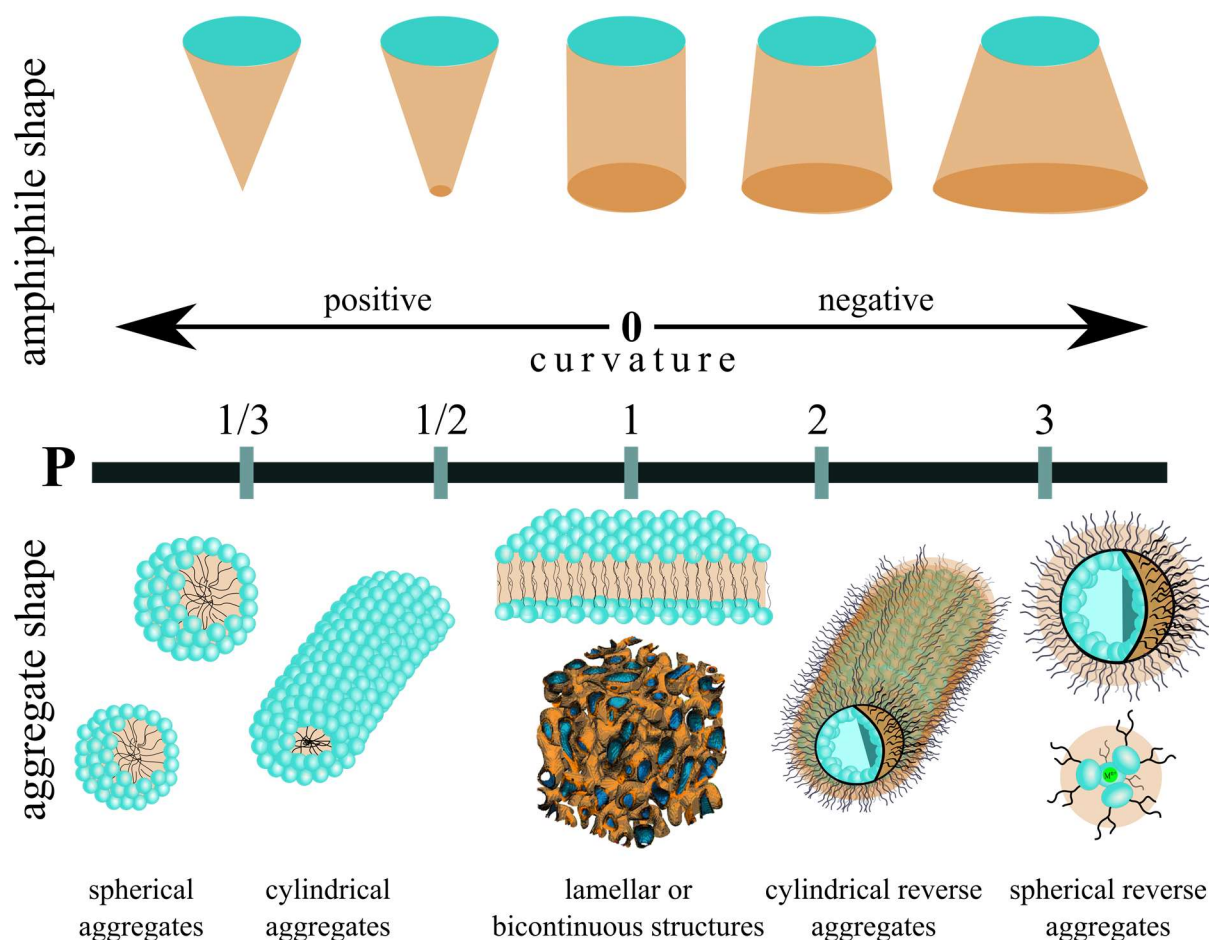 amphiphile shape
positive
negative
0
curvature
1/3
1/2
1
2
3
P
aggregate shape
spherical
aggregates
cylindrical
aggregates
lamellar or
bicontinuous structures
cylindrical reverse
aggregates
spherical reverse
aggregates